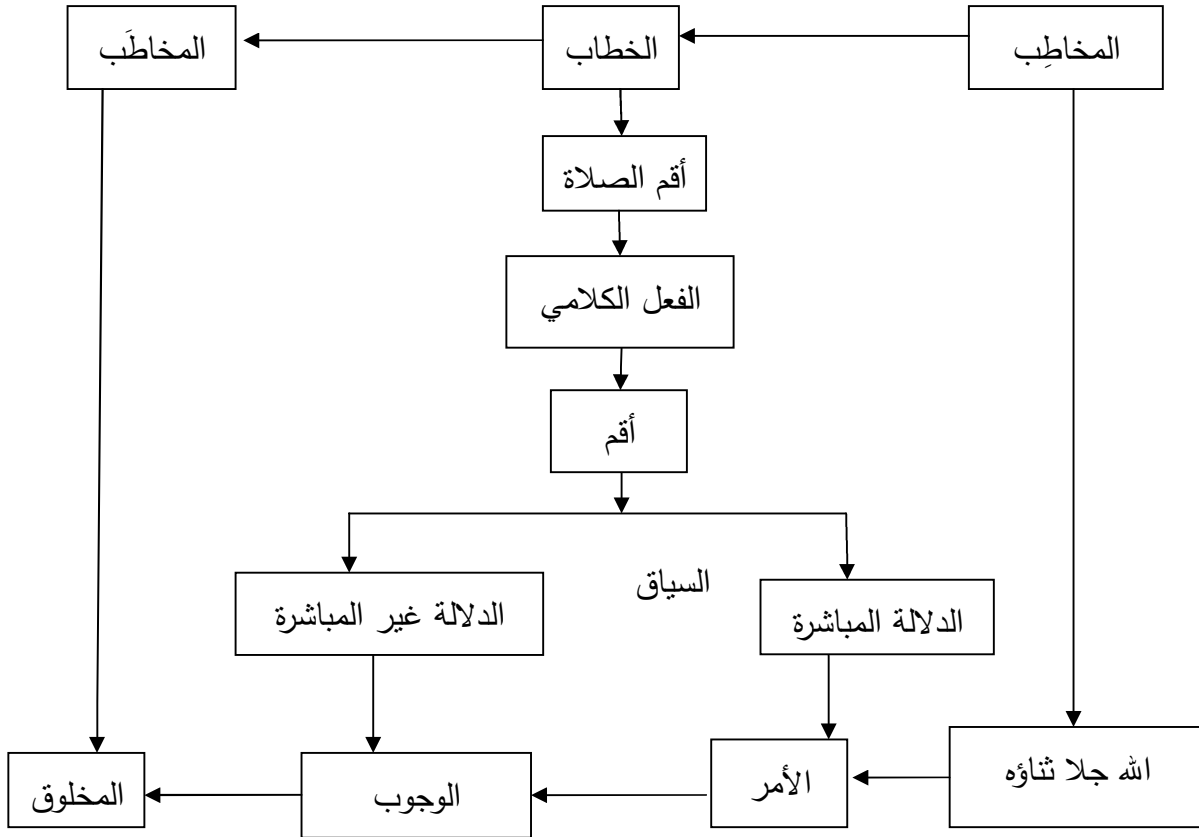 المخاطِب
الخطاب
المخاطَب
أقم الصلاة
الفعل الكلامي
أقم
السياق
الدلالة المباشرة
الدلالة غير المباشرة
الله جلا ثناؤه
الأمر
الوجوب
المخلوق